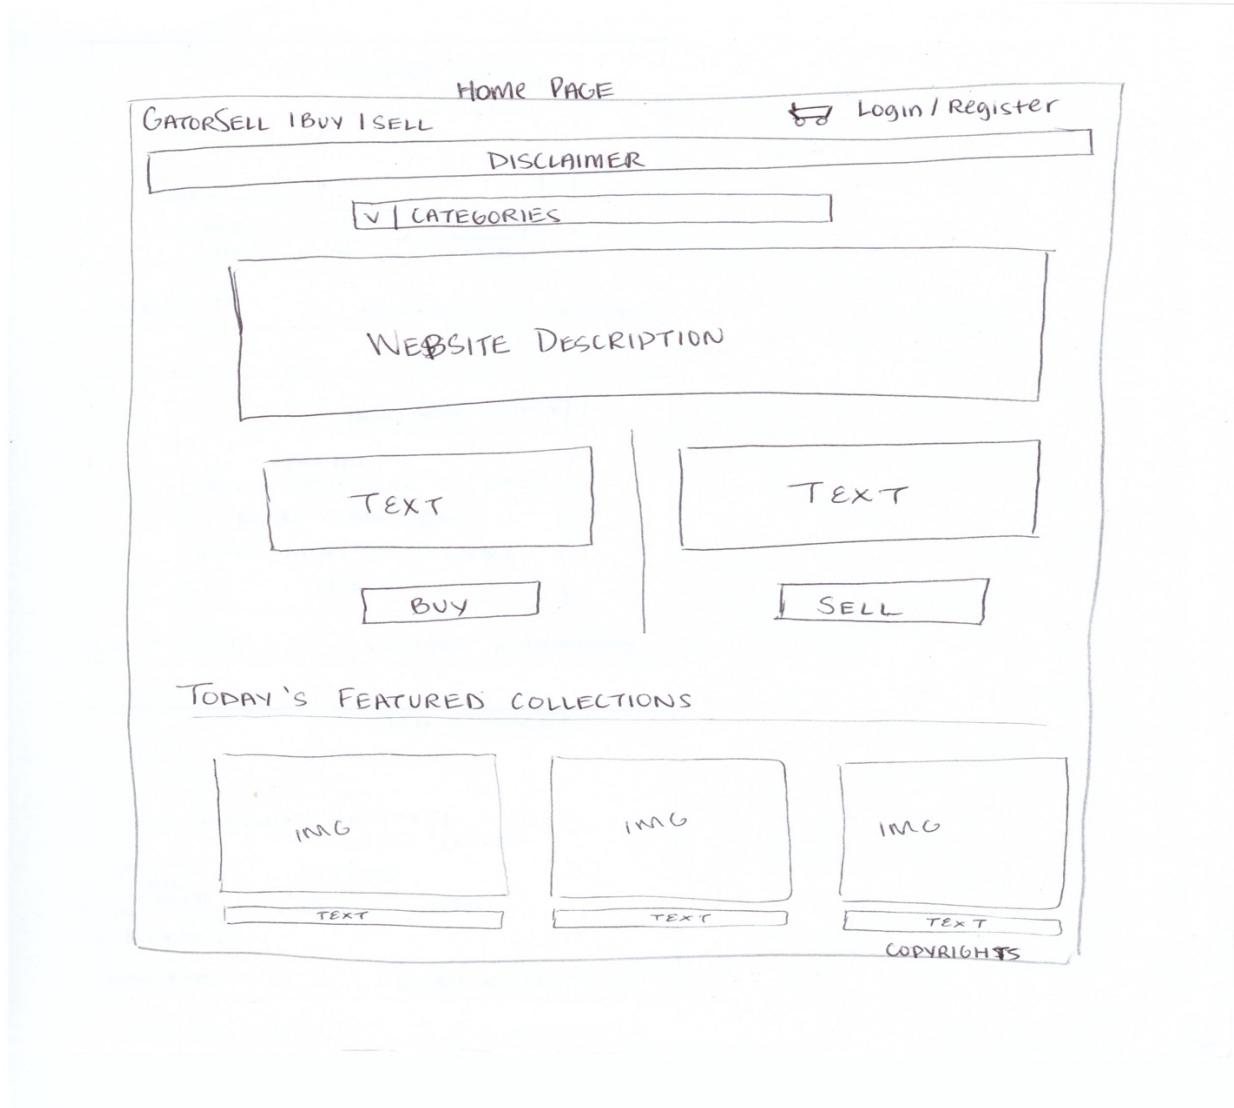 Home PAGE
GATORSELL | BUY | SELL Login / Register
DISCLAIMER
V | CATEGORIES
WEBSITE DESCRIPTION
TEXT TEXT
BUY SELL
TODAY'S FEATURED COLLECTIONS
IMG IMG IMG
TEXT TEXT TEXT
COPYRIGHTS